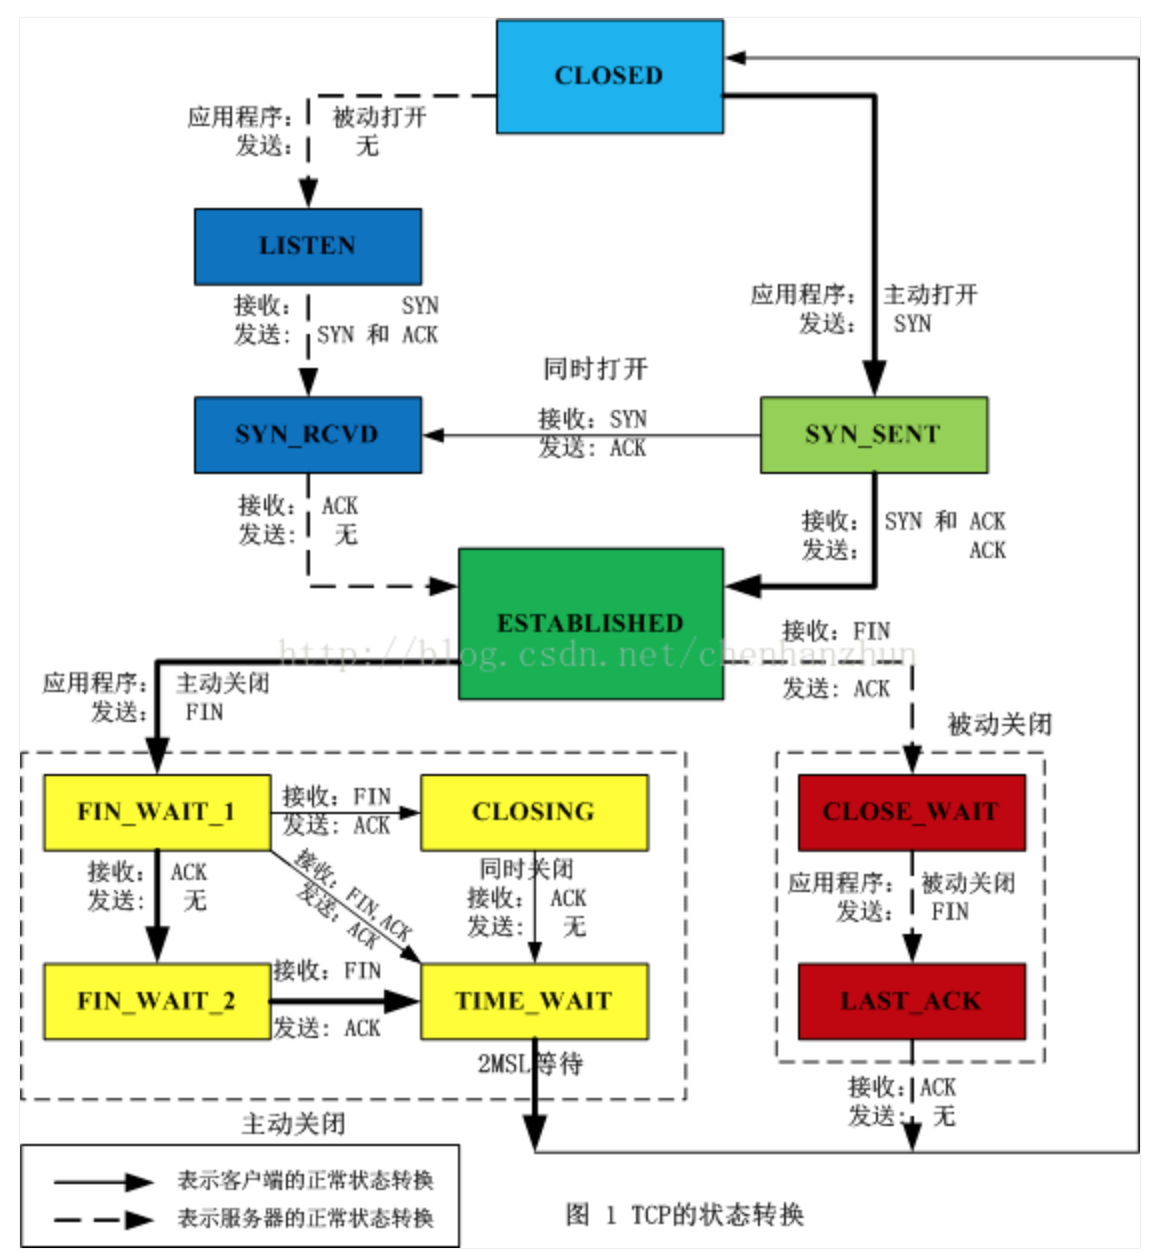 CLOSED
应用程序: 被动打开
发送: 无
LISTEN
接收: SYN
发送: SYN 和 ACK
应用程序: 主动打开
发送: SYN
同时打开
SYN_RCVD
接收: SYN
发送: ACK
SYN_SENT
接收: ACK
发送: 无
接收: SYN 和 ACK
发送: ACK
ESTABLISHED
http://blog.csdn.net/chenhanzhun
接收: FIN
发送: ACK
应用程序: 主动关闭
发送: FIN
被动关闭
FIN_WAIT_1
接收: FIN
发送: ACK
CLOSING
CLOSE_WAIT
接收: ACK
发送: 无
接收: FIN,ACK
发送: ACK
同时关闭
接收: ACK
发送: 无
应用程序: 被动关闭
发送: FIN
FIN_WAIT_2
接收: FIN
发送: ACK
TIME_WAIT
LAST_ACK
2MSL等待
接收: ACK
发送: 无
主动关闭
表示客户端的正常状态转换
表示服务器的正常状态转换
图 1 TCP的状态转换